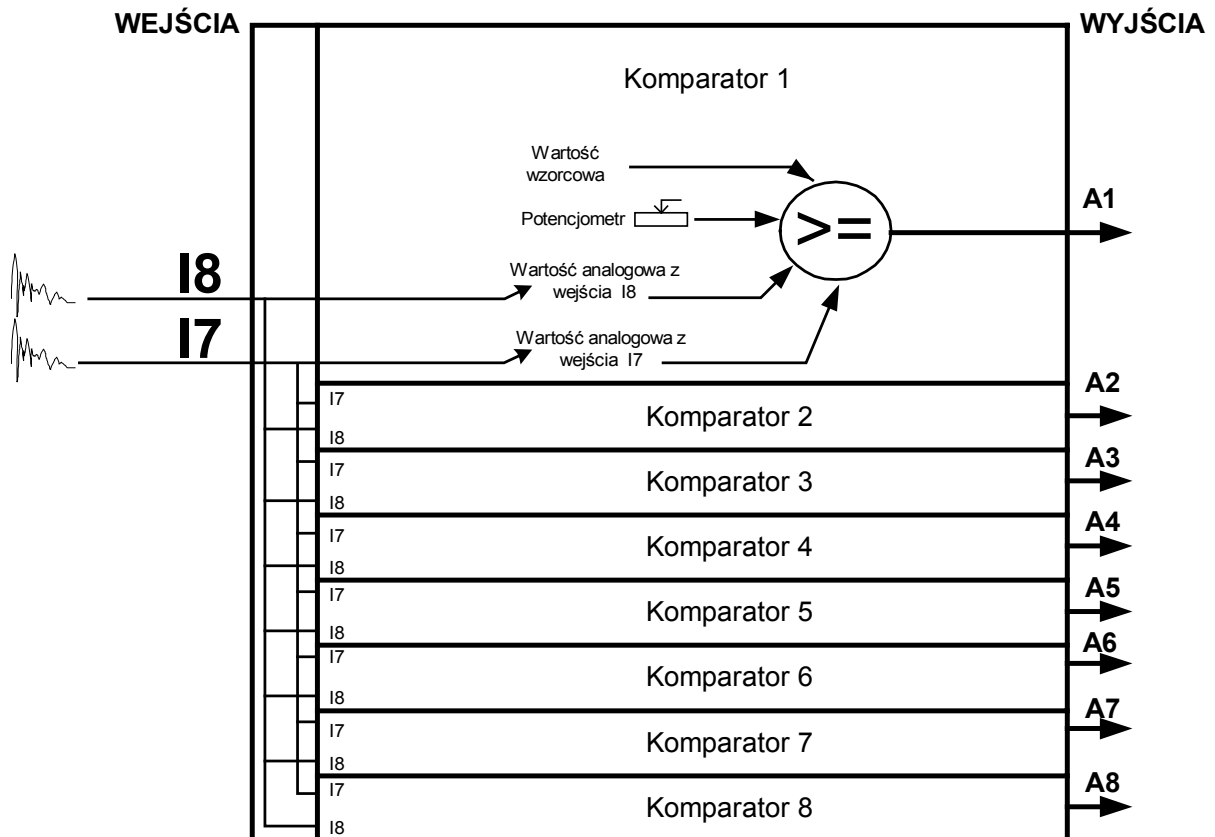 WEJŚCIA
WYJŚCIA
Komparator 1
Wartość
wzorcowa
Potencjometr
>=
A1
I8
Wartość analogowa z
wejścia I8
I7
Wartość analogowa z
wejścia I7
A2
I7
Komparator 2
I8
A3
I7
Komparator 3
I8
A4
I7
Komparator 4
I8
A5
I7
Komparator 5
I8
A6
I7
Komparator 6
I8
A7
I7
Komparator 7
I8
A8
I7
Komparator 8
I8